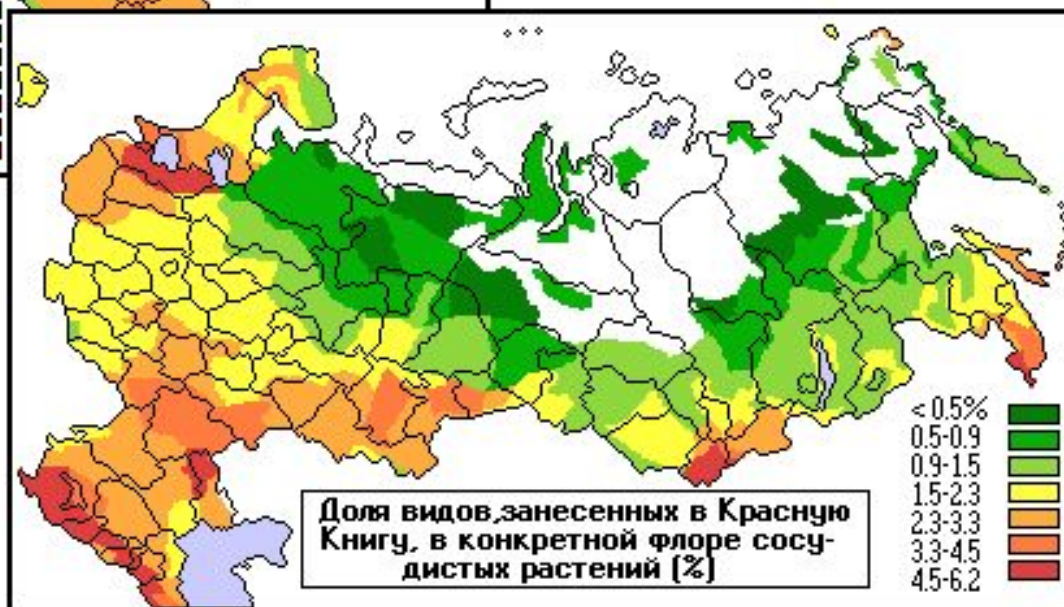 < 0.5%
0.5-0.9
0.9-1.5
1.5-2.3
2.3-3.3
3.3-4.5
4.5-6.2
Доля видов,занесенных в Красную
Книгу, в конкретной флоре сосу-
дистых растений (%)